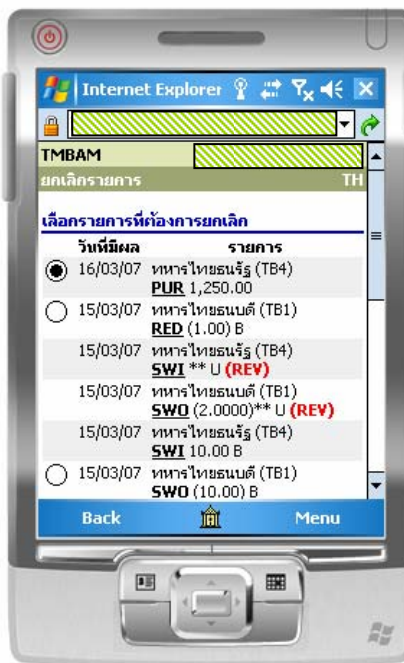 Internet Explorer
TMBAM
ยกเลิกรายการ TH
เลือกรายการที่ต้องการยกเลิก
วันที่มีผล รายการ
16/03/07 ทหารไทยธนรัฐ (TB4)
PUR 1,250.00
15/03/07 ทหารไทยธนบดี (TB1)
RED (1.00) B
15/03/07 ทหารไทยธนรัฐ (TB4)
SWI ** U (REV)
15/03/07 ทหารไทยธนบดี (TB1)
SWO (2.0000)** U (REV)
15/03/07 ทหารไทยธนรัฐ (TB4)
SWI 10.00 B
15/03/07 ทหารไทยธนบดี (TB1)
SWO (10.00) B
Back Menu